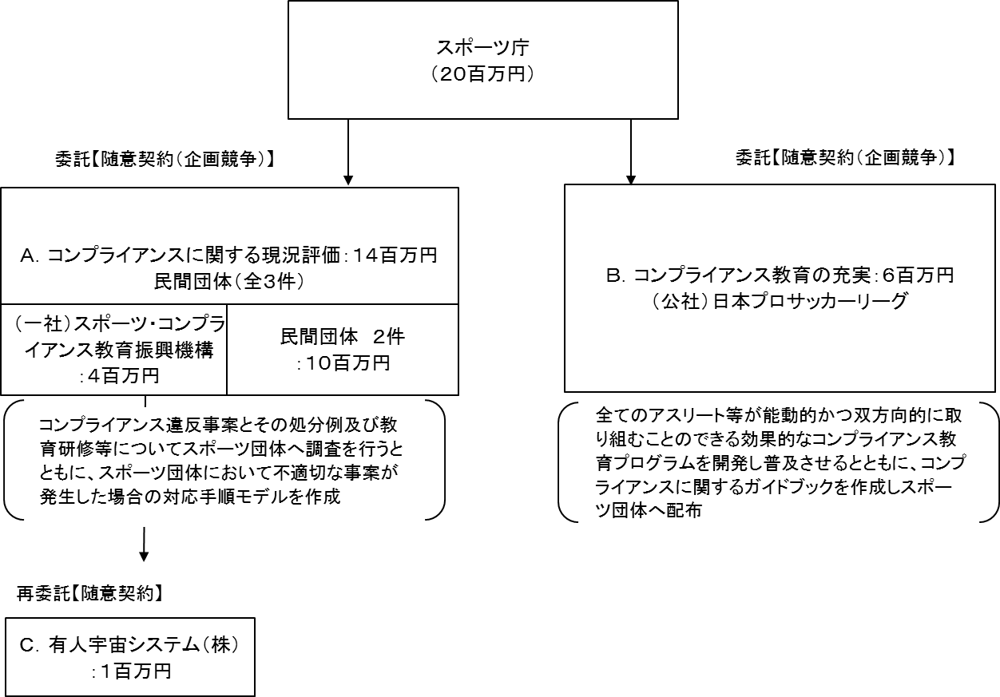 スポーツ庁
（２０百万円）
委託【随意契約（企画競争）】
委託【随意契約（企画競争）】
Ａ．コンプライアンスに関する現況評価：１４百万円
民間団体（全３件）
（一社）スポーツ・コンプラ
イアンス教育振興機構
：４百万円
民間団体　２件
：１０百万円
Ｂ．コンプライアンス教育の充実：６百万円
（公社）日本プロサッカーリーグ
コンプライアンス違反事案とその処分例及び教
育研修等についてスポーツ団体へ調査を行うと
ともに、スポーツ団体において不適切な事案が
発生した場合の対応手順モデルを作成
全てのアスリート等が能動的かつ双方向的に取
り組むことのできる効果的なコンプライアンス教
育プログラムを開発し普及させるとともに、コンプ
ライアンスに関するガイドブックを作成しスポー
ツ団体へ配布
再委託【随意契約】
Ｃ．有人宇宙システム（株）
：１百万円